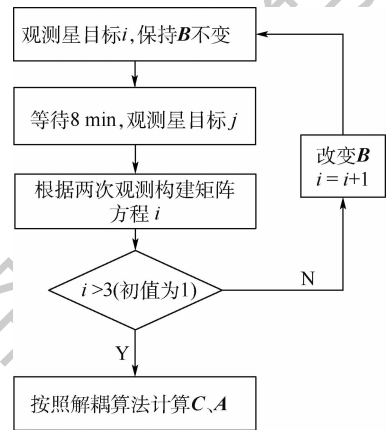 观测星目标i,保持B不变
等待8 min,观测星目标j
根据两次观测构建矩阵
方程 i
改变B
i = i+1
i >3(初值为1)
N
Y
按照解耦算法计算C、A